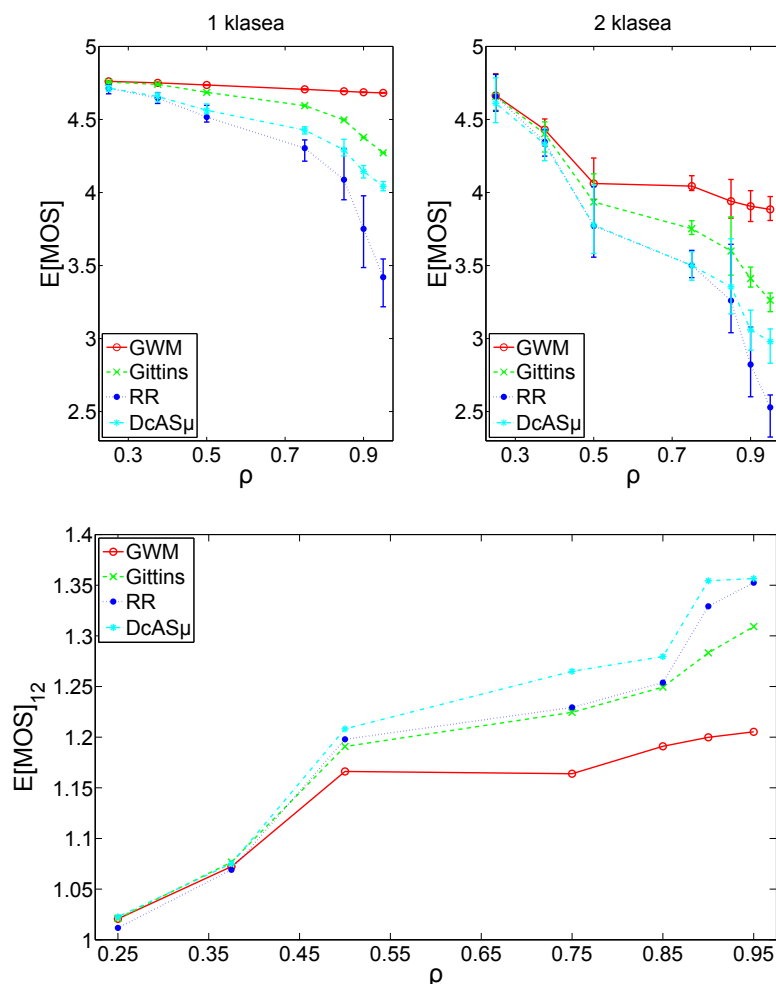 1 klasea
5
4.5
4
3.5
3
2.5
E[MOS]
GWM
Gittins
RR
DcASμ
0.3
0.5
0.7
0.9
ρ
2 klasea
5
4.5
4
3.5
3
2.5
E[MOS]
GWM
Gittins
RR
DcASμ
0.3
0.5
0.7
0.9
ρ
1.4
1.35
1.3
1.25
1.2
1.15
1.1
1.05
1
E[MOS]12
GWM
Gittins
RR
DcASμ
0.25
0.35
0.45
0.55
0.65
0.75
0.85
0.95
ρ